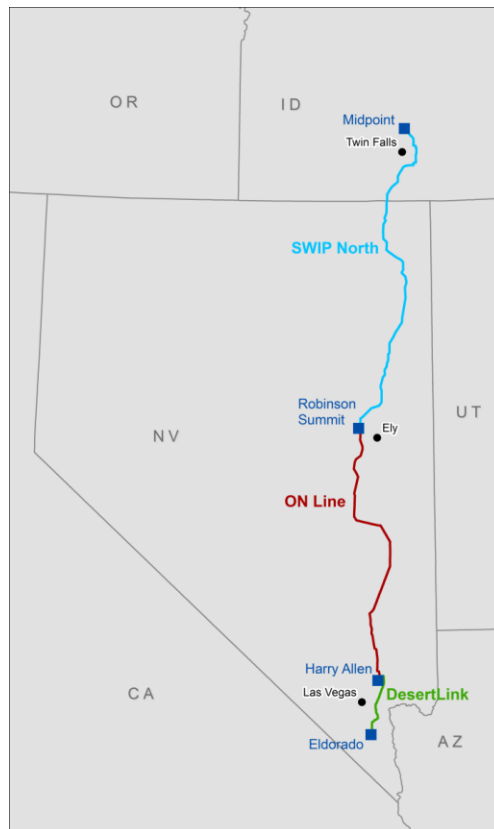 OR
ID
Midpoint
Twin Falls
SWIP North
Robinson
Summit
Ely
UT
NV
ON Line
Harry Allen
Las Vegas
DesertLink
CA
Eldorado
AZ